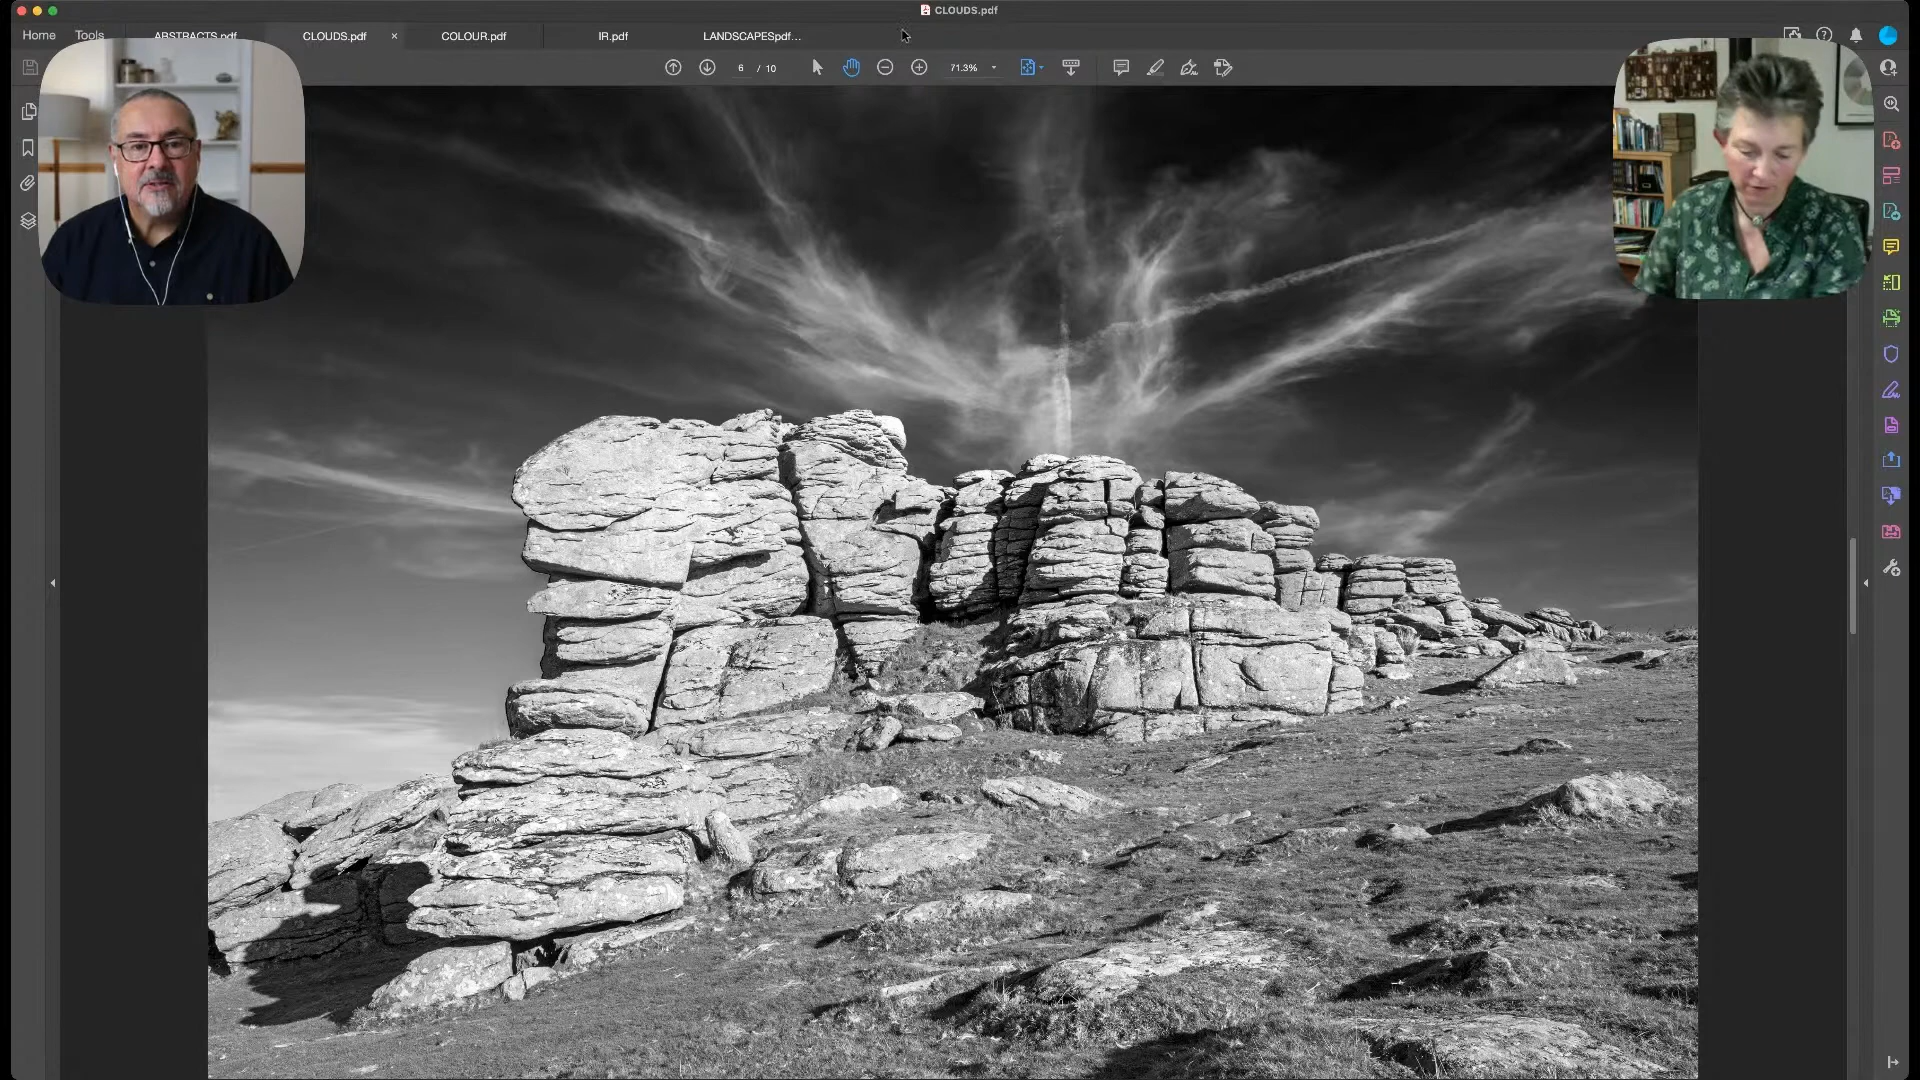 CLOUDS.pdf
Home Tools ABSTRACTS.pdf CLOUDS.pdf × COLOUR.pdf IR.pdf LANDSCAPESpdf...
6 / 10 71.3%